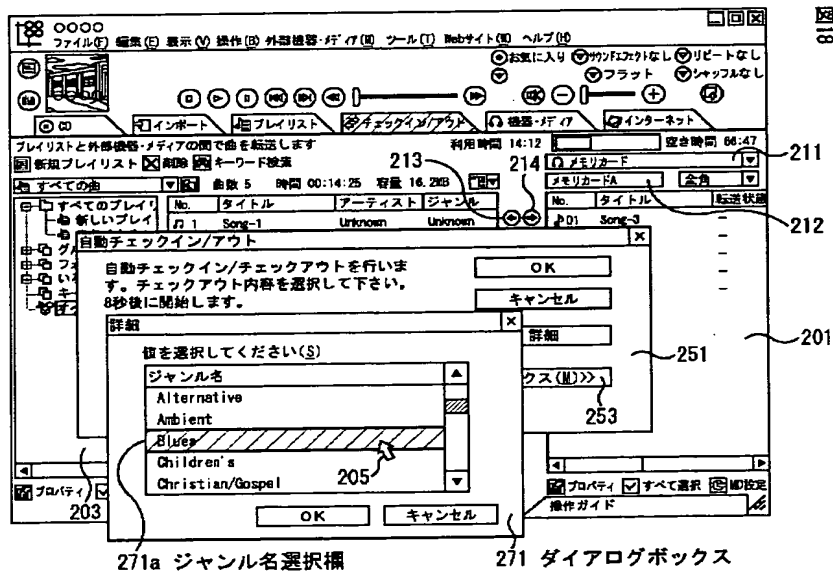 図18
○○○○
ファイル(F) 編集(E) 表示(V) 操作(B) 外部機器・メディア(M) ツール(T) Webサイト(W) ヘルプ(H)
お気に入り サウンドエフェクトなし リピートなし
フラット シャッフルなし
CD インポート プレイリスト チェックイン/アウト 機器・メディア インターネット
プレイリストと外部機器・メディアの間で曲を転送します 利用時間 14:12 空き時間 66:47
新規プレイリスト 削除 キーワード検索 213 214 メモリカード 211
すべての曲 曲数 5 時間 00:14:25 容量 16.2MB メモリカードA 全角 212
すべてのプレイリ No. タイトル アーティスト ジャンル No. タイトル 転送状態
新しいプレイ 1 Song-1 Unknown Unknown 01 Song-3
自動チェックイン/アウト
自動チェックイン/チェックアウトを行いま
す。チェックアウト内容を選択して下さい。
8秒後に開始します。
OK
キャンセル
詳細
251
201
クス(M)>>
253
詳細
値を選択してください(S)
ジャンル名
Alternative
Ambient
Blues
Children's
Christian/Gospel
205
OK キャンセル
203
プロパティ
プロパティ すべて選択 MD設定
操作ガイド
271a ジャンル名選択欄 271 ダイアログボックス